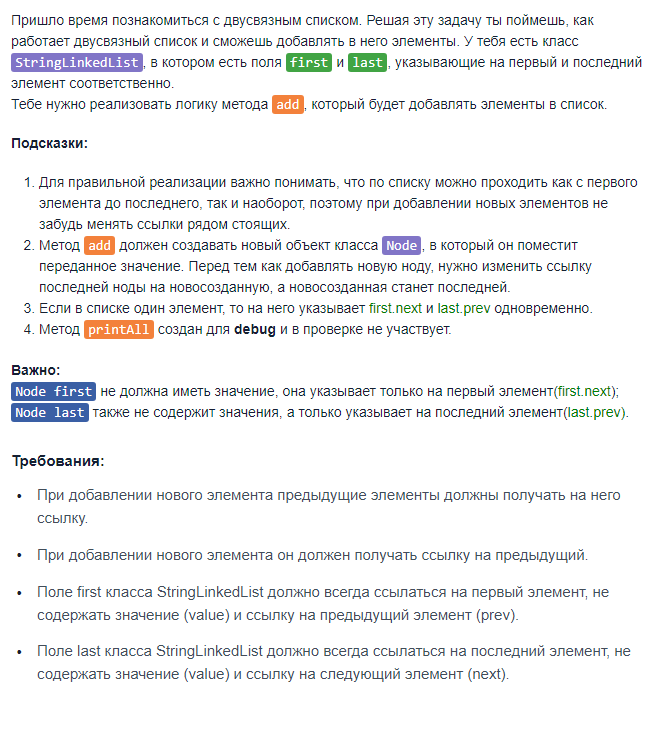 Пришло время познакомиться с двусвязным списком. Решая эту задачу ты поймешь, как
работает двусвязный список и сможешь добавлять в него элементы. У тебя есть класс
StringLinkedList, в котором есть поля first и last, указывающие на первый и последний
элемент соответственно.
Тебе нужно реализовать логику метода add, который будет добавлять элементы в список.
Подсказки:
1. Для правильной реализации важно понимать, что по списку можно проходить как с первого
элемента до последнего, так и наоборот, поэтому при добавлении новых элементов не
забудь менять ссылки рядом стоящих.
2. Метод add должен создавать новый объект класса Node, в который он поместит
переданное значение. Перед тем как добавлять новую ноду, нужно изменить ссылку
последней ноды на новосозданную, а новосозданная станет последней.
3. Если в списке один элемент, то на него указывает first.next и last.prev одновременно.
4. Метод printAll создан для debug и в проверке не участвует.
Важно:
Node first не должна иметь значение, она указывает только на первый элемент(first.next);
Node last также не содержит значения, а только указывает на последний элемент(last.prev).
Требования:
• При добавлении нового элемента предыдущие элементы должны получать на него
ссылку.
• При добавлении нового элемента он должен получать ссылку на предыдущий.
• Поле first класса StringLinkedList должно всегда ссылаться на первый элемент, не
содержать значение (value) и ссылку на предыдущий элемент (prev).
• Поле last класса StringLinkedList должно всегда ссылаться на последний элемент, не
содержать значение (value) и ссылку на следующий элемент (next).